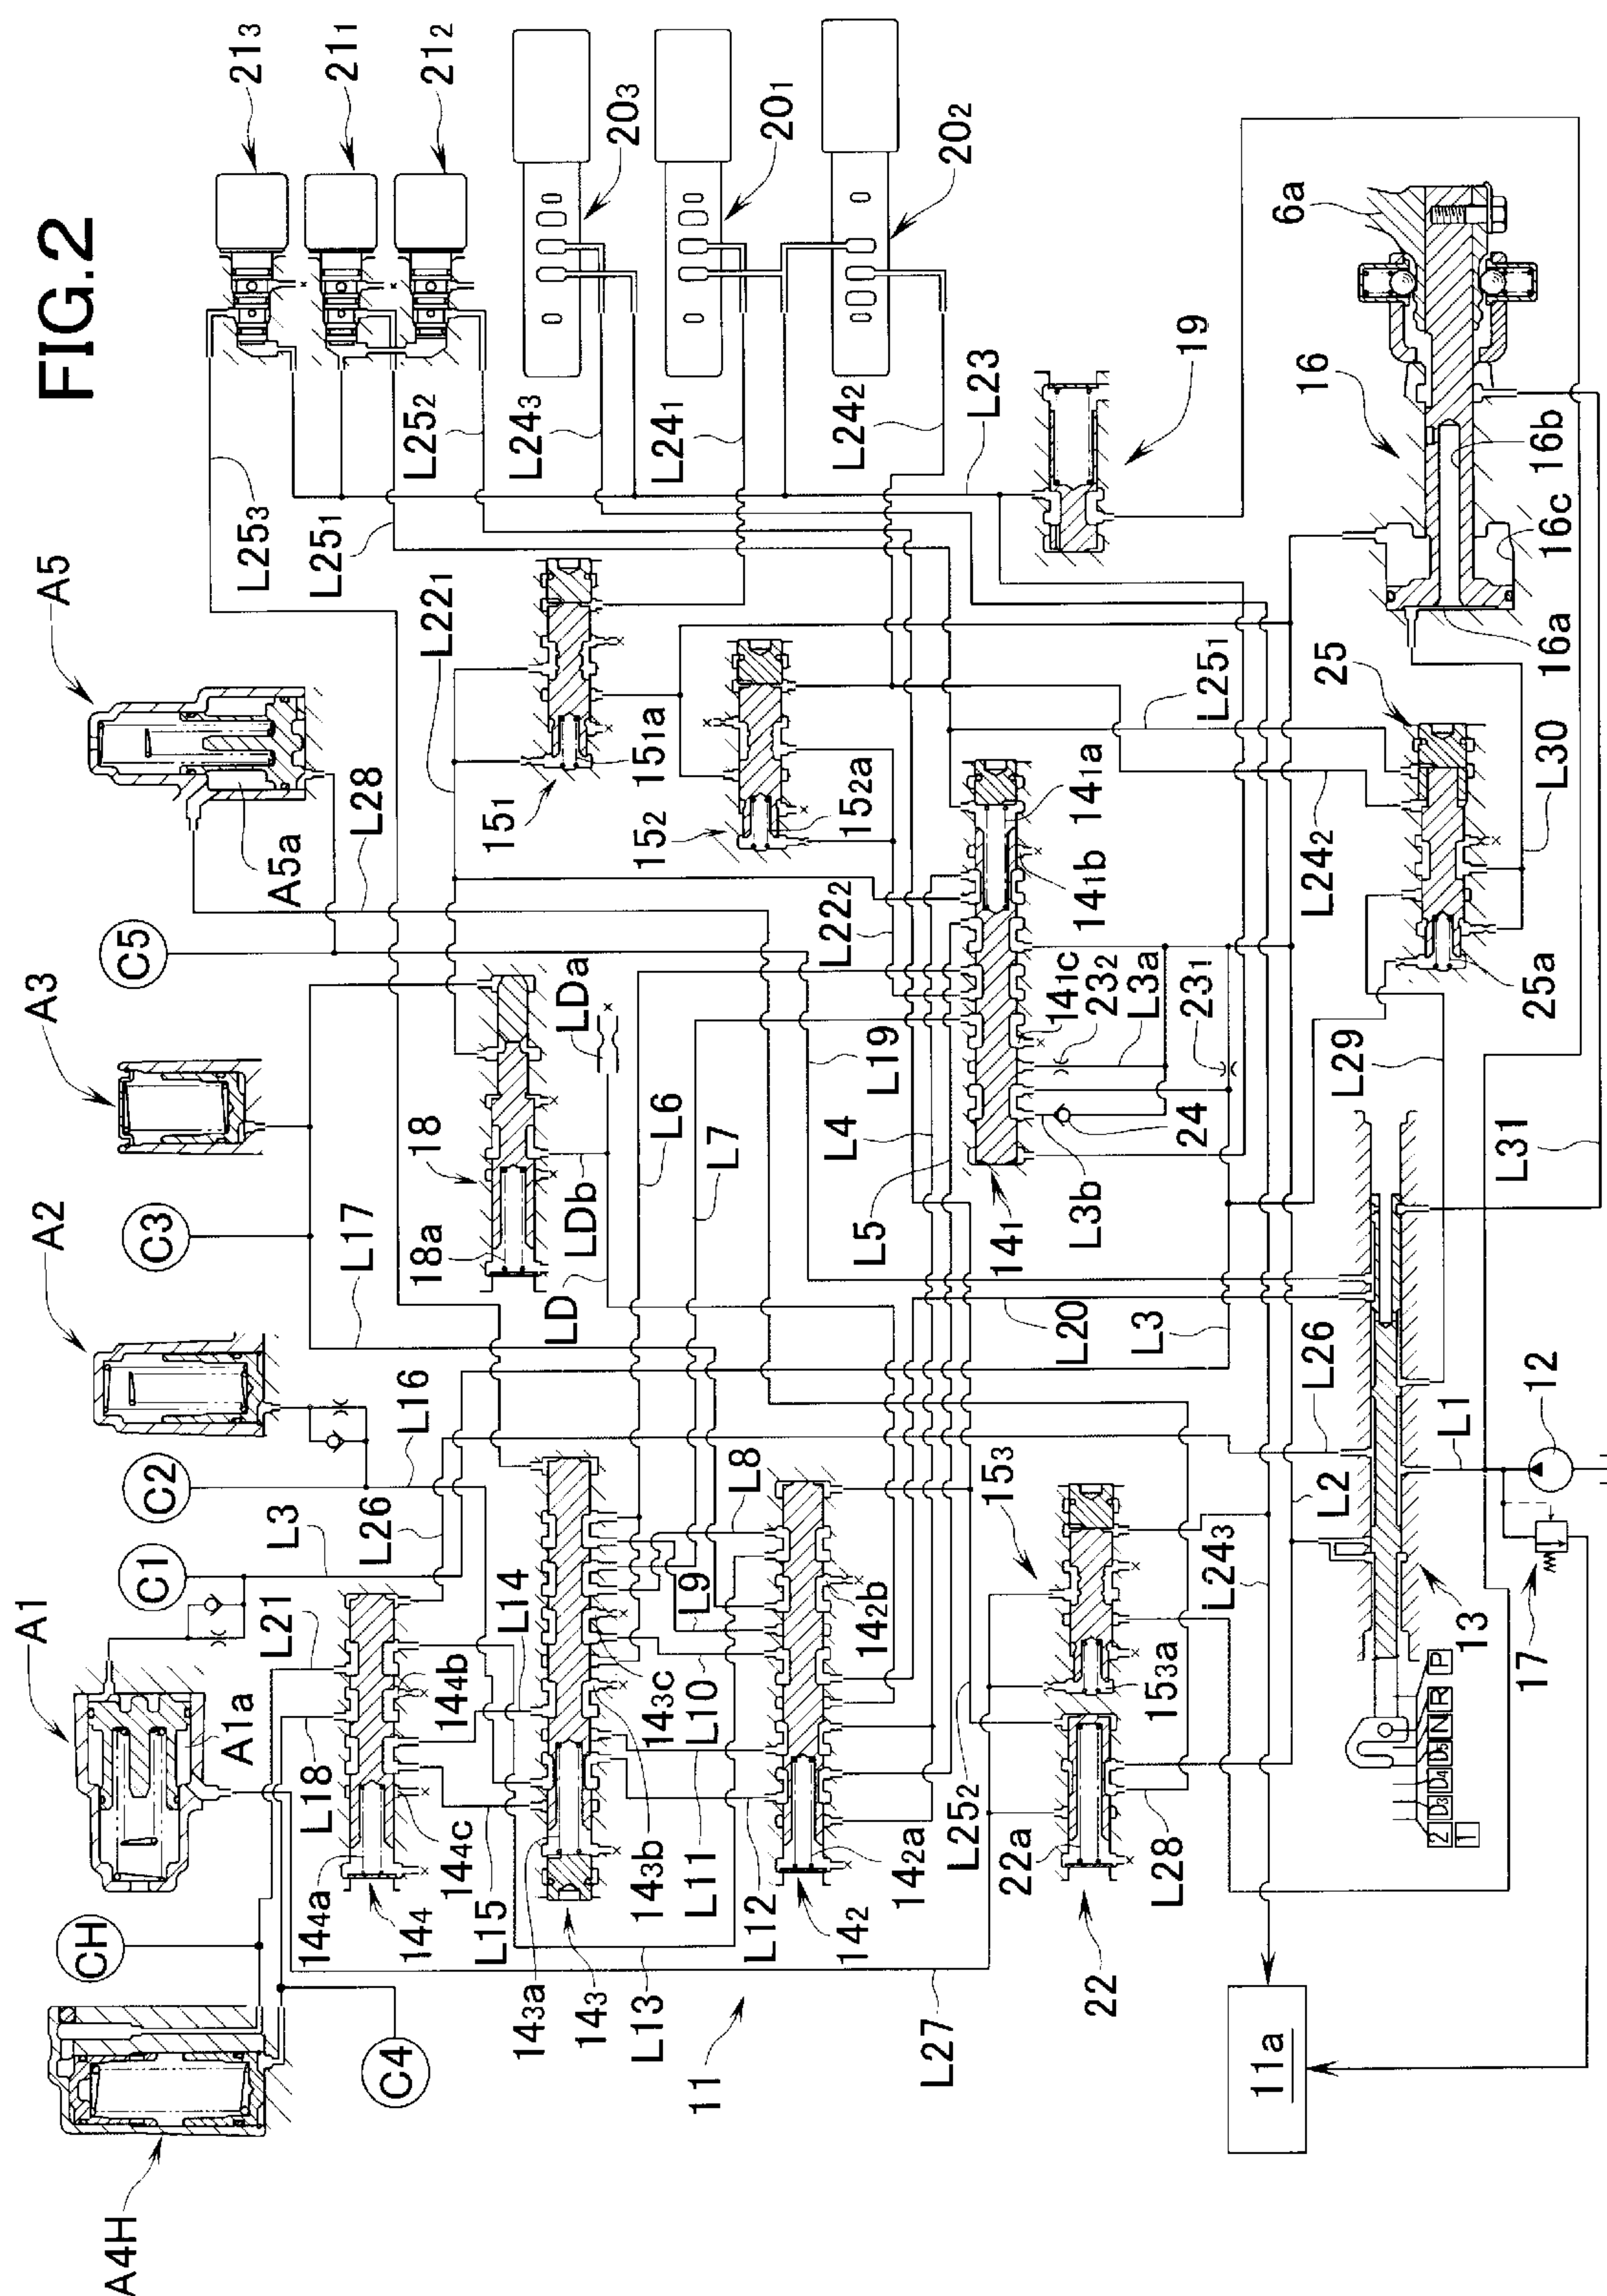 FIG.2
A4H
CH
C4
A1
A1a
C1
C2
A2
C3
A3
C5
A5
A5a
21₃
21₁
21₂
20₃
20₁
20₂
L18
L21
L3
L26
L16
L17
L28
L25₃
L25₁
L25₂
L24₃
L24₁
L24₂
L23
L22₁
14₄a
14₄
14₄c
14₄b
L15
L14
14₃a
14₃
14₃b
14₃c
L13
L11
L10
L9
L8
L12
14₂
14₂a
14₂b
18a
18
LD
LDb
LDa
L6
L7
L5
L4
L19
L22₂
15₁
15₁a
15₂
15₂a
14₁
14₁a
14₁b
14₁c
23₂
L3a
23₁
24
L3b
L20
L3
L26
11
L27
22
22a
L28
L25₂
15₃
15₃a
L24₃
L2
L1
12
13
17
11a
19
16
6a
16a
16b
16c
25
25a
L25₁
L24₂
L30
L29
L31
P
R
N
D5
D4
D3
2
1